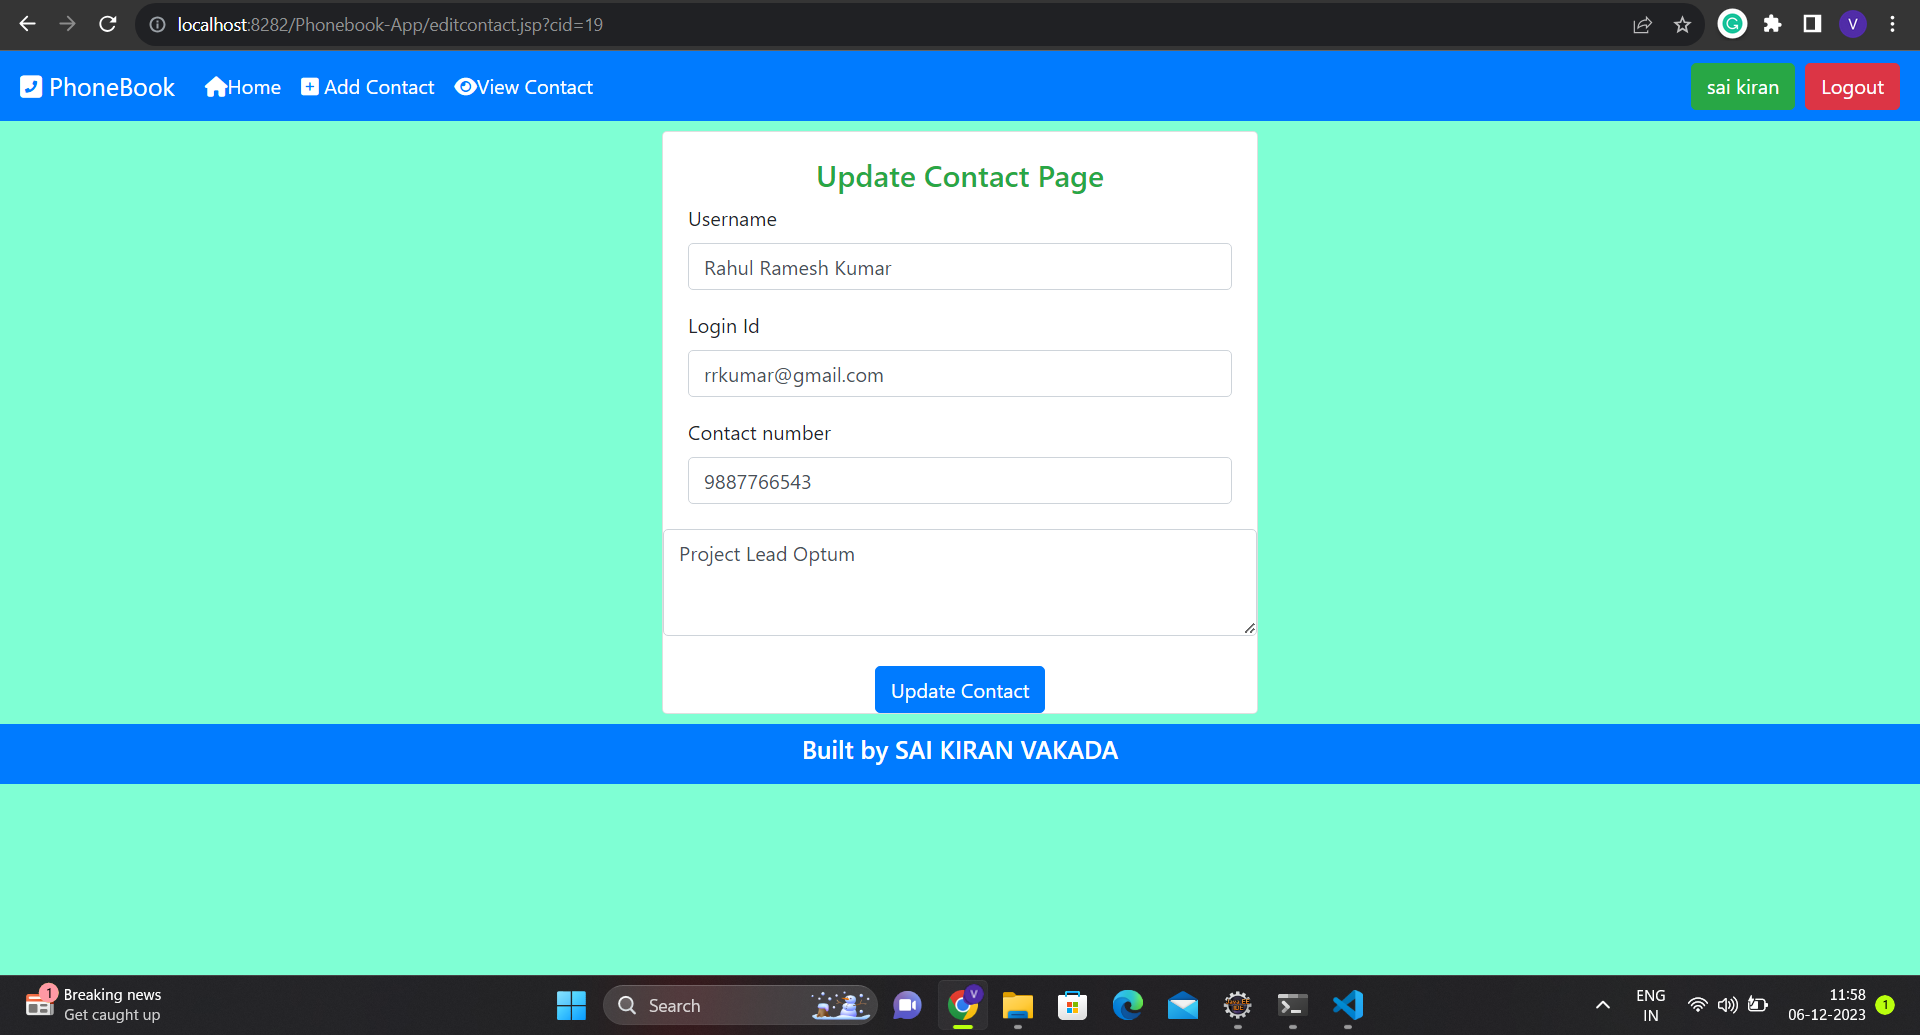 localhost:8282/Phonebook-App/editcontact.jsp?cid=19
V
PhoneBook Home Add Contact View Contact sai kiran Logout
Update Contact Page
Username
Rahul Ramesh Kumar
Login Id
rrkumar@gmail.com
Contact number
9887766543
Project Lead Optum
Update Contact
Built by SAI KIRAN VAKADA
1
Breaking news
Get caught up
Search
V
ENG
IN
11:58
06-12-2023
1